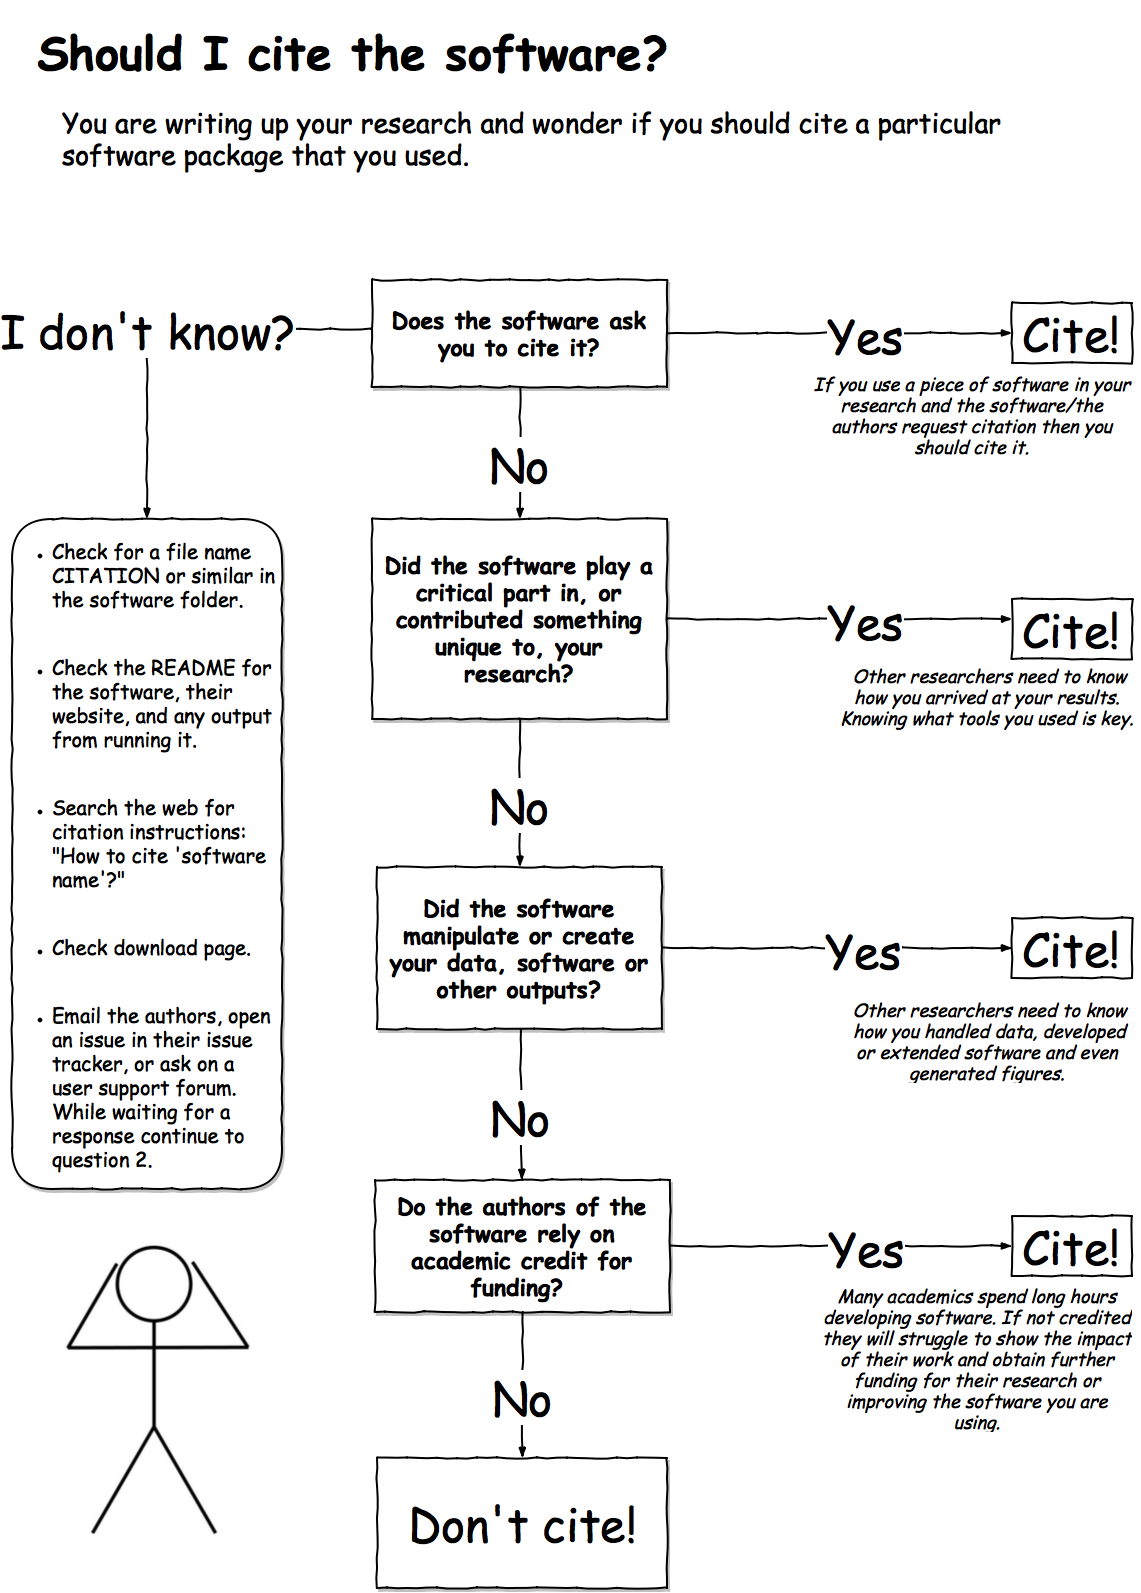 Should I cite the software?
You are writing up your research and wonder if you should cite a particular
software package that you used.
I don't know?
Does the software ask
you to cite it?
Yes
Cite!
If you use a piece of software in your
research and the software/the
authors request citation then you
should cite it.
No
• Check for a file name
CITATION or similar in
the software folder.
• Check the README for
the software, their
website, and any output
from running it.
• Search the web for
citation instructions:
"How to cite 'software
name'?"
• Check download page.
• Email the authors, open
an issue in their issue
tracker, or ask on a
user support forum.
While waiting for a
response continue to
question 2.
Did the software play a
critical part in, or
contributed something
unique to, your
research?
Yes
Cite!
Other researchers need to know
how you arrived at your results.
Knowing what tools you used is key.
No
Did the software
manipulate or create
your data, software or
other outputs?
Yes
Cite!
Other researchers need to know
how you handled data, developed
or extended software and even
generated figures.
No
Do the authors of the
software rely on
academic credit for
funding?
Yes
Cite!
Many academics spend long hours
developing software. If not credited
they will struggle to show the impact
of their work and obtain further
funding for their research or
improving the software you are
using.
No
Don't cite!